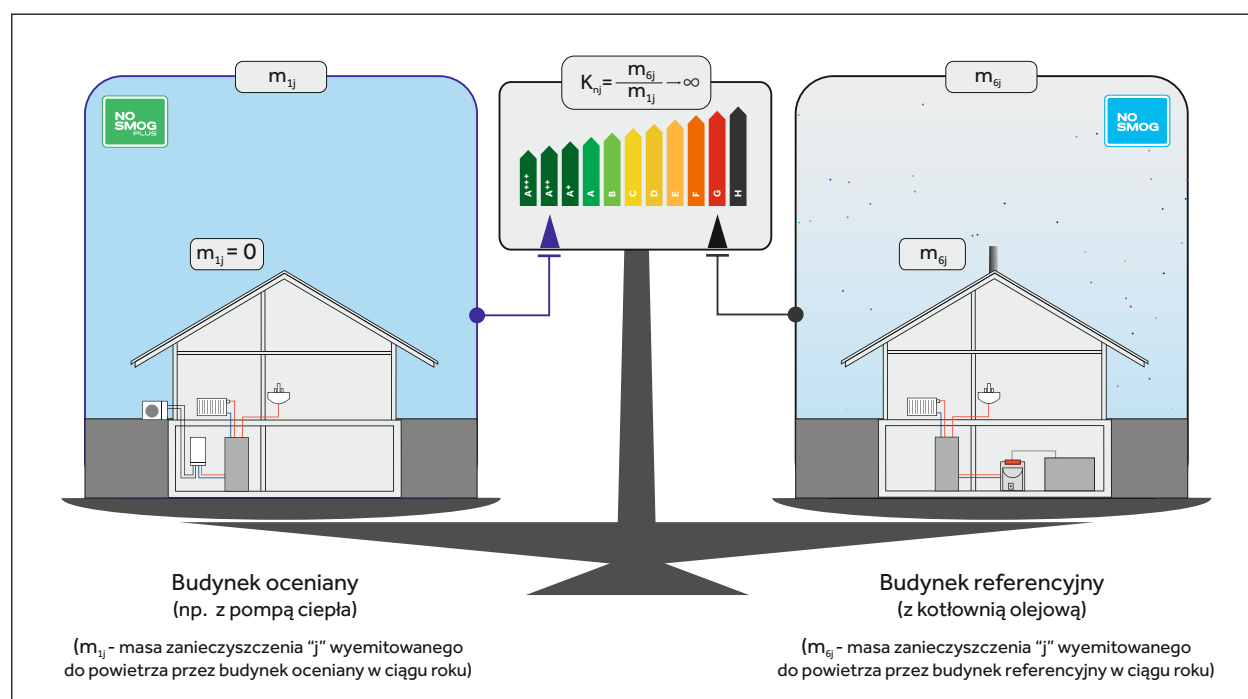 m₁ⱼ
Kₙⱼ = m₆ⱼ / m₁ⱼ → ∞
m₆ⱼ
NO
SMOG
PLUS
NO
SMOG
A+++
A++
A+
A
B
C
D
E
F
G
H
m₁ⱼ = 0
m₆ⱼ
Budynek oceniany
(np. z pompą ciepła)
(m₁ⱼ - masa zanieczyszczenia “j” wyemitowanego
do powietrza przez budynek oceniany w ciągu roku)
Budynek referencyjny
(z kotłownią olejową)
(m₆ⱼ - masa zanieczyszczenia “j” wyemitowanego
do powietrza przez budynek referencyjny w ciągu roku)